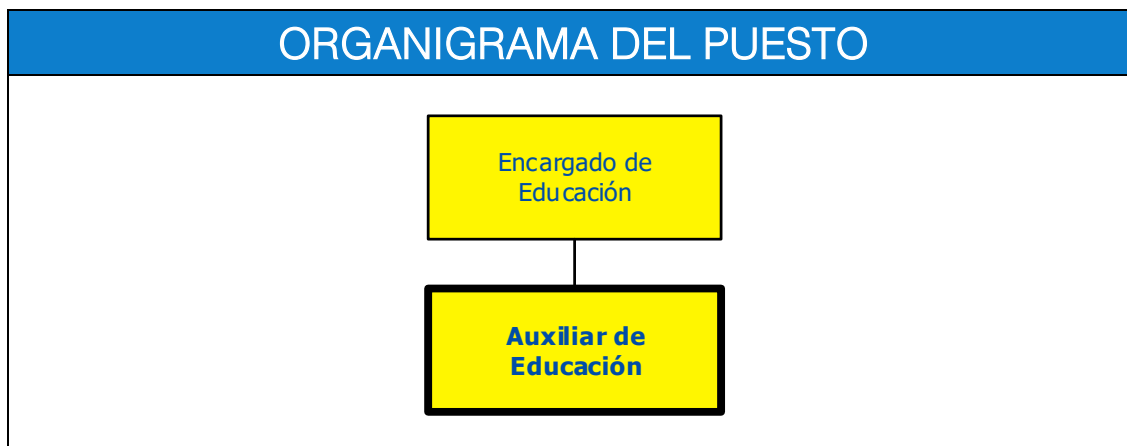 ORGANIGRAMA DEL PUESTO
Encargado de
Educación
Auxiliar de
Educación